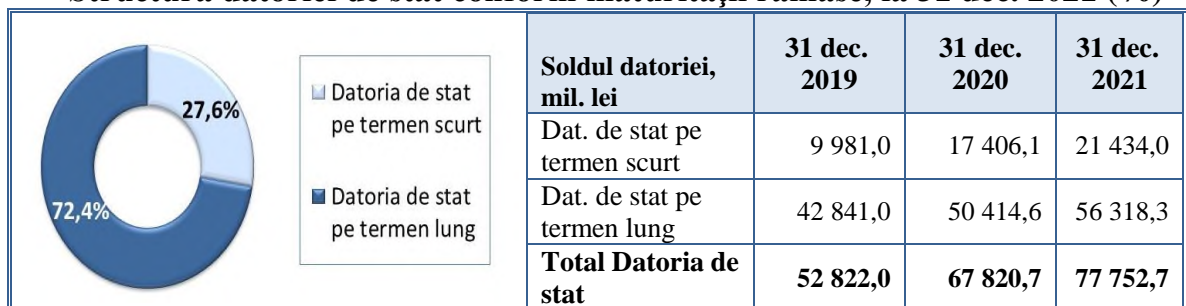 27,6%
72,4%
Datoria de stat
pe termen scurt
Datoria de stat
pe termen lung
Soldul datoriei,
mil. lei
31 dec.
2019
31 dec.
2020
31 dec.
2021
Dat. de stat pe
termen scurt
9 981,0
17 406,1
21 434,0
Dat. de stat pe
termen lung
42 841,0
50 414,6
56 318,3
Total Datoria de
stat
52 822,0
67 820,7
77 752,7